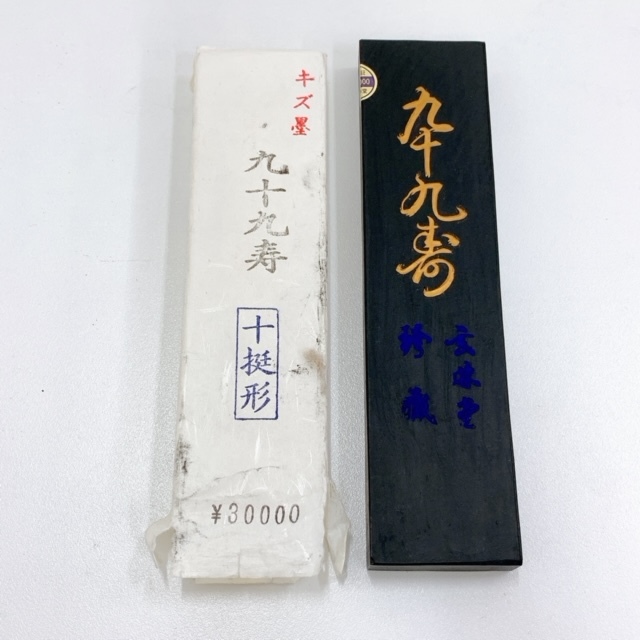 キズ墨
九十九寿
十挺形
¥30000
九十九寿
玄林堂
珍蔵